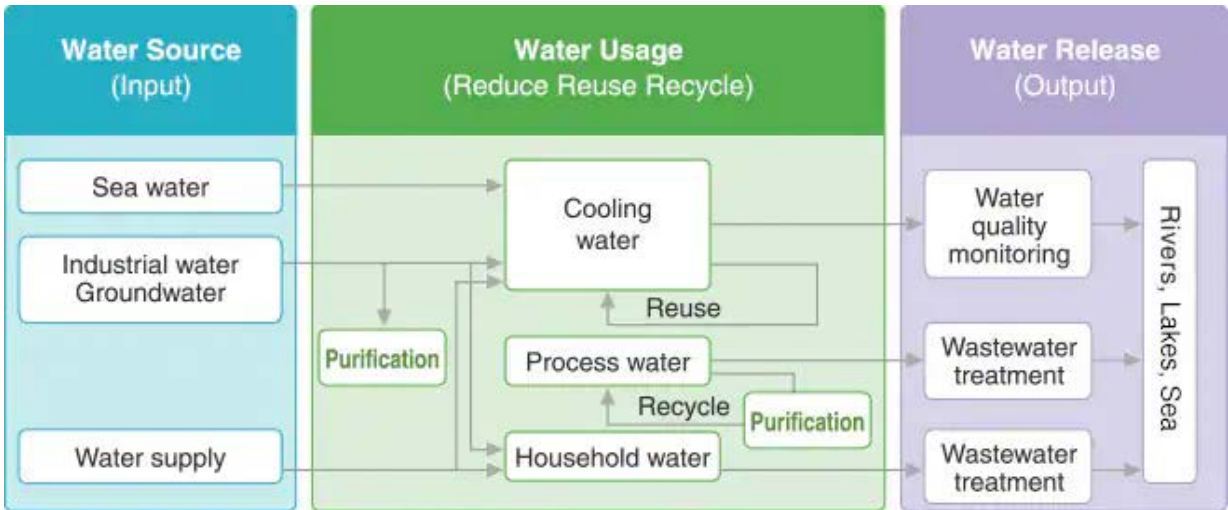 Water Source
(Input)
Water Usage
(Reduce Reuse Recycle)
Water Release
(Output)
Sea water
Industrial water
Groundwater
Water supply
Purification
Cooling
water
Reuse
Process water
Recycle
Purification
Household water
Water
quality
monitoring
Wastewater
treatment
Wastewater
treatment
Rivers, Lakes, Sea